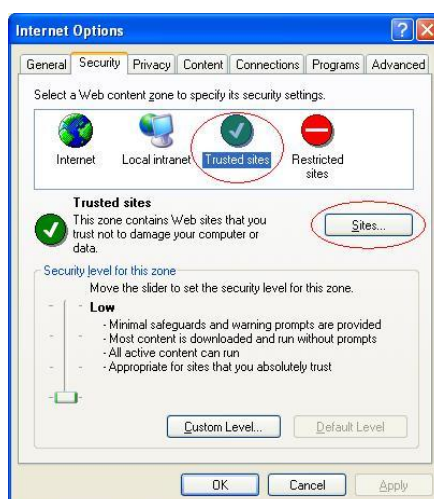 Internet Options
General Security Privacy Content Connections Programs Advanced
Select a Web content zone to specify its security settings.
Internet Local intranet Trusted sites Restricted sites
Trusted sites
This zone contains Web sites that you
trust not to damage your computer or
data.
Sites...
Security level for this zone
Move the slider to set the security level for this zone.
Low
- Minimal safeguards and warning prompts are provided
- Most content is downloaded and run without prompts
- All active content can run
- Appropriate for sites that you absolutely trust
Custom Level... Default Level
OK Cancel Apply